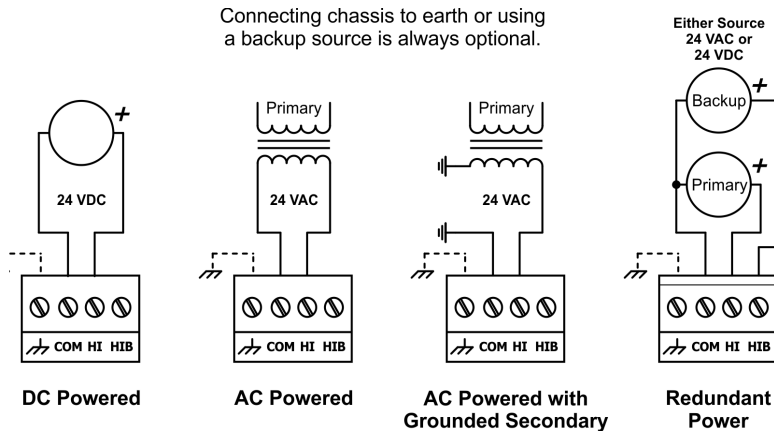 Connecting chassis to earth or using
a backup source is always optional.
Either Source
24 VAC or
24 VDC
Backup
+
Primary
+
+
24 VDC
COM HI HIB
DC Powered
Primary
24 VAC
COM HI HIB
AC Powered
Primary
24 VAC
COM HI HIB
AC Powered with
Grounded Secondary
COM HI HIB
Redundant
Power